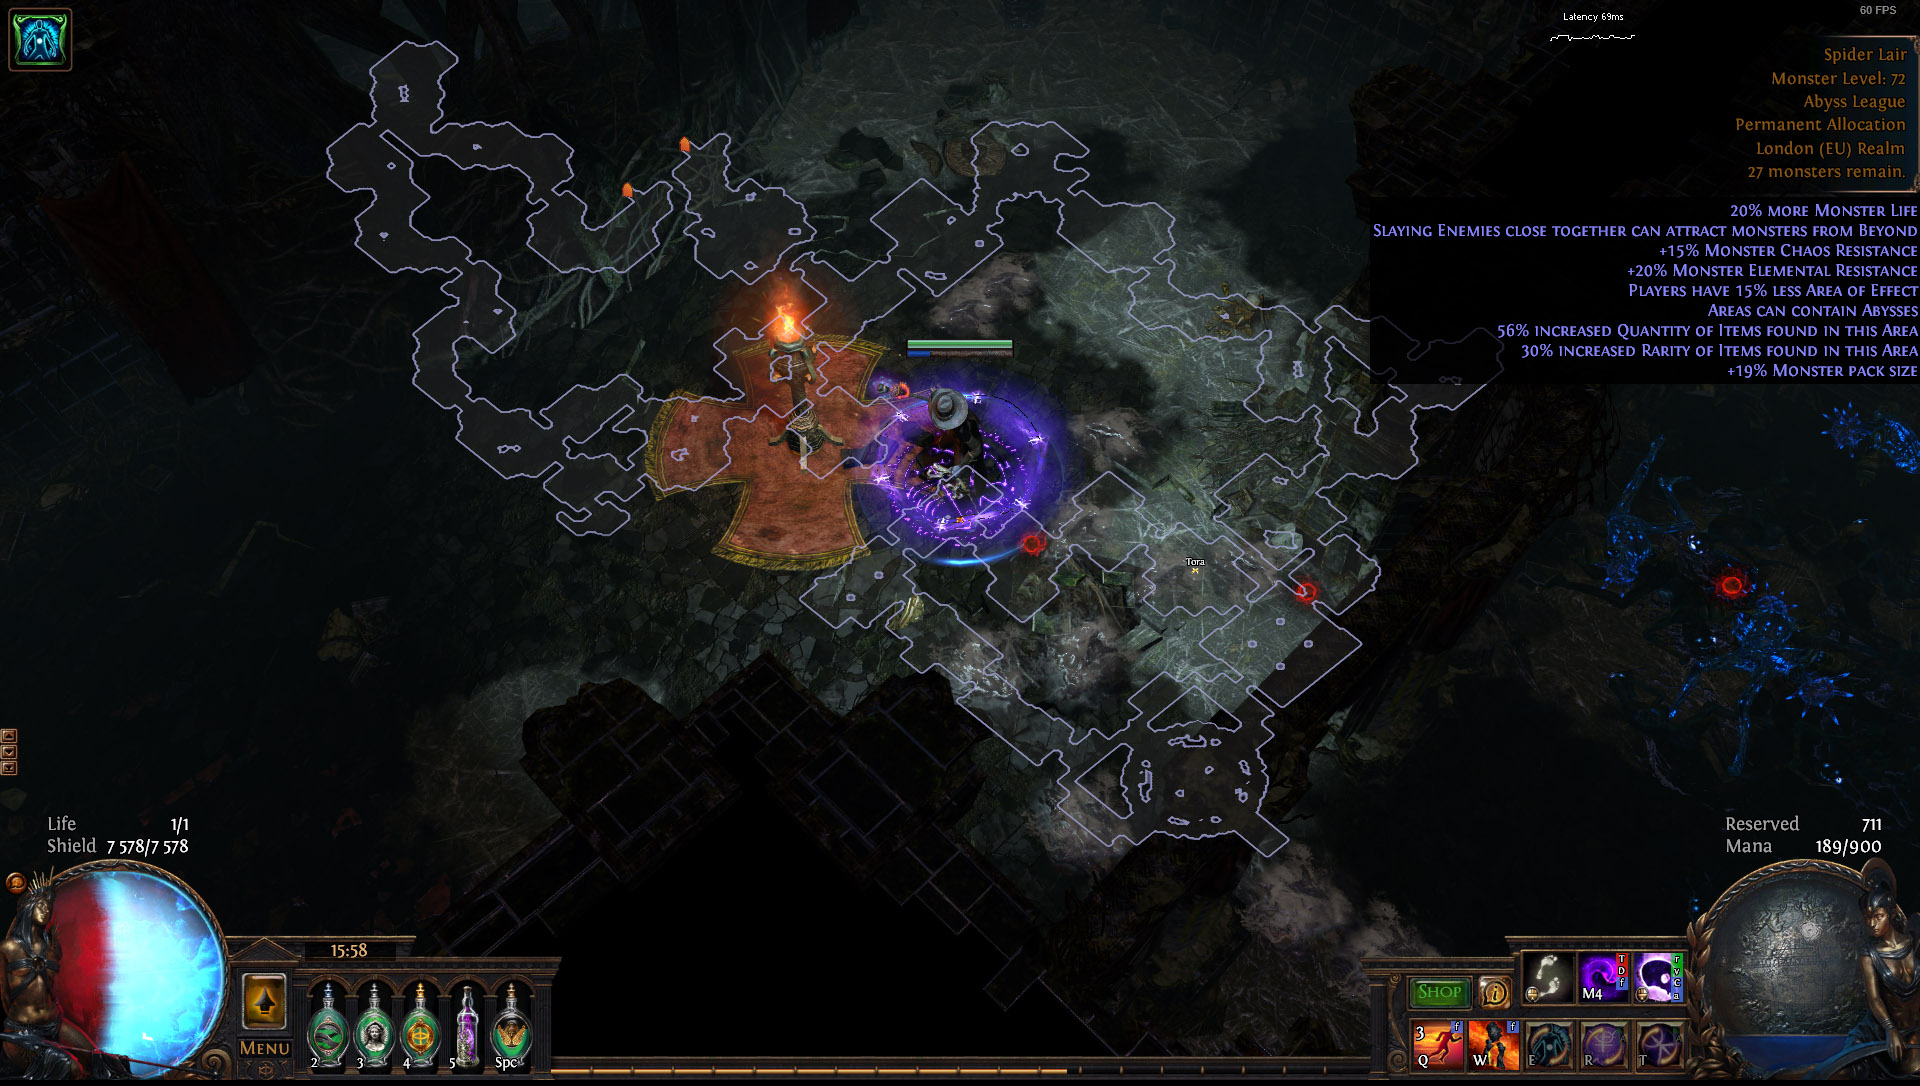 Latency 69ms
60 FPS
Spider Lair
Monster Level: 72
Abyss League
Permanent Allocation
London (EU) Realm
27 monsters remain.
20% more Monster Life
Slaying Enemies close together can attract monsters from Beyond
+15% Monster Chaos Resistance
+20% Monster Elemental Resistance
Players have 15% less Area of Effect
Areas can contain Abysses
56% increased Quantity of Items found in this Area
30% increased Rarity of Items found in this Area
+19% Monster pack size
Tora
Life 1/1
Shield 7 578/7 578
Reserved 711
Mana 189/900
15:58
Menu
2 3 4 5 Spc
Shop
M4
T
D
f
r
v
C
a
3
f
f
Q W E R T